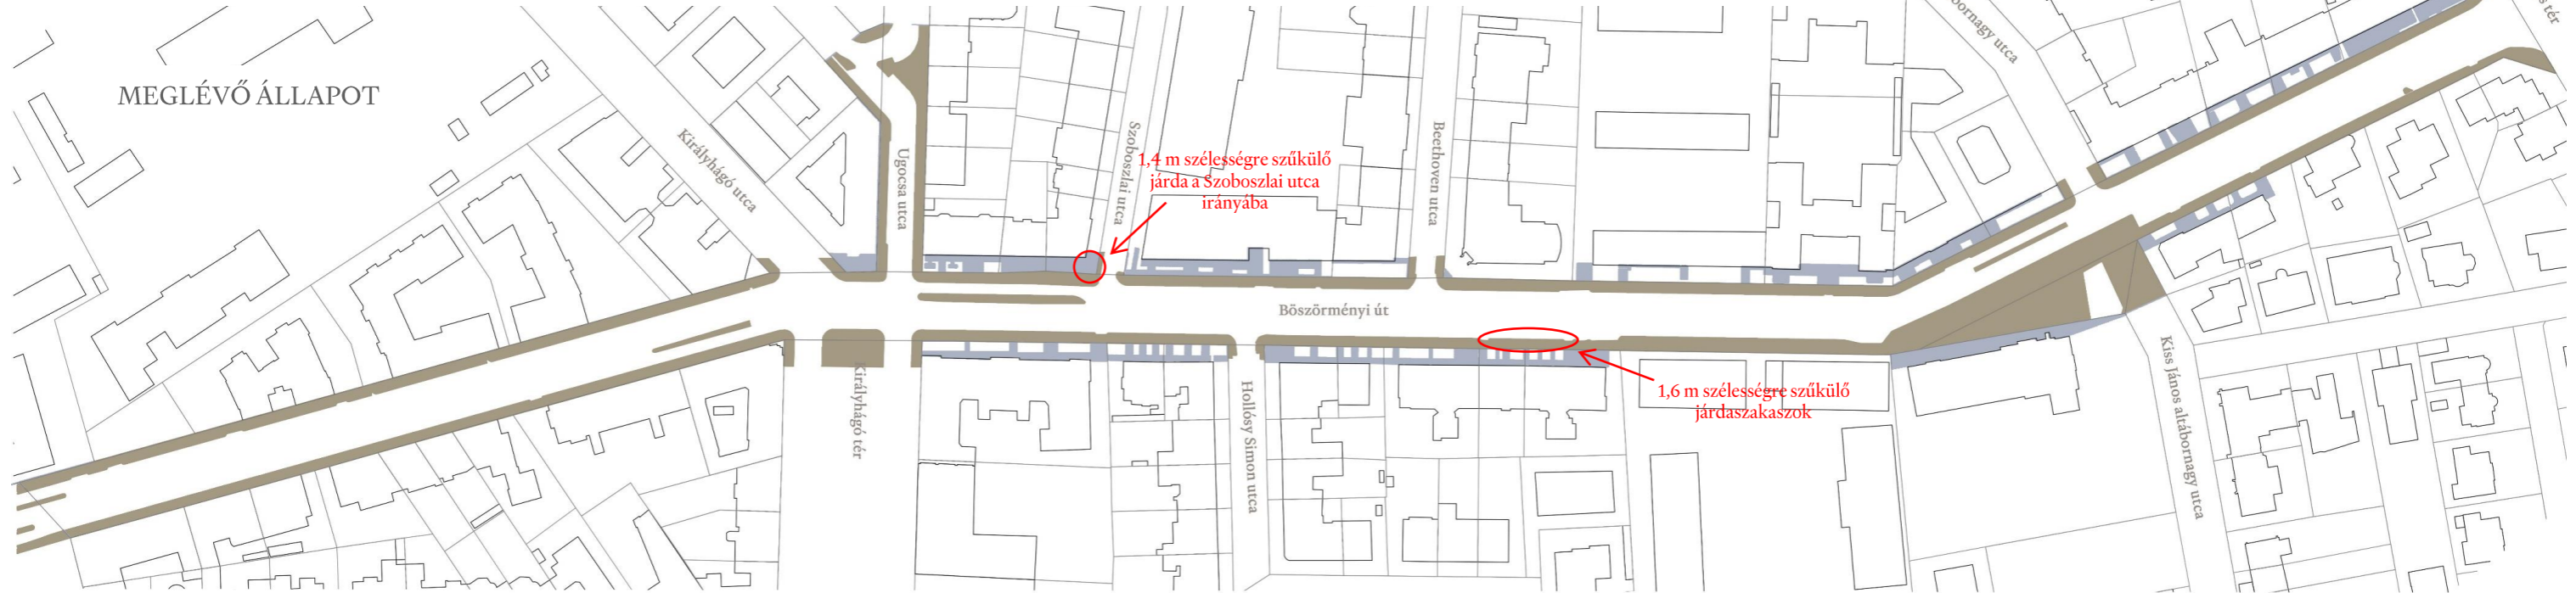 MEGLÉVŐ ÁLLAPOT
Királyhágó utca
Ugocsa utca
Szoboszlai utca
1,4 m szélességre szűkülő
járda a Szoboszlai utca
irányába
Beethoven utca
Böszörményi út
Királyhágó tér
Hollósy Simon utca
1,6 m szélességre szűkülő
járdaszakaszok
Kiss János altábornagy utca
utca
tér